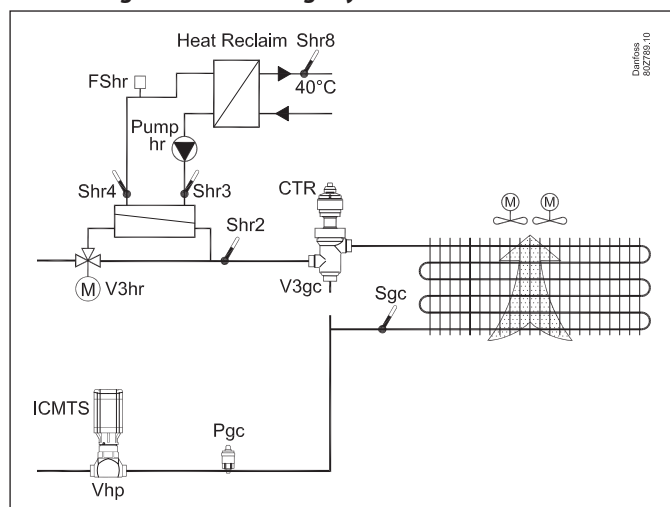 Heat Reclaim Shr8
FShr
40°C
Pump
hr
Shr4
Shr3
CTR
M M
Shr2
M V3hr
V3gc
Sgc
ICMTS
Pgc
Vhp
Danfoss
80Z789.10